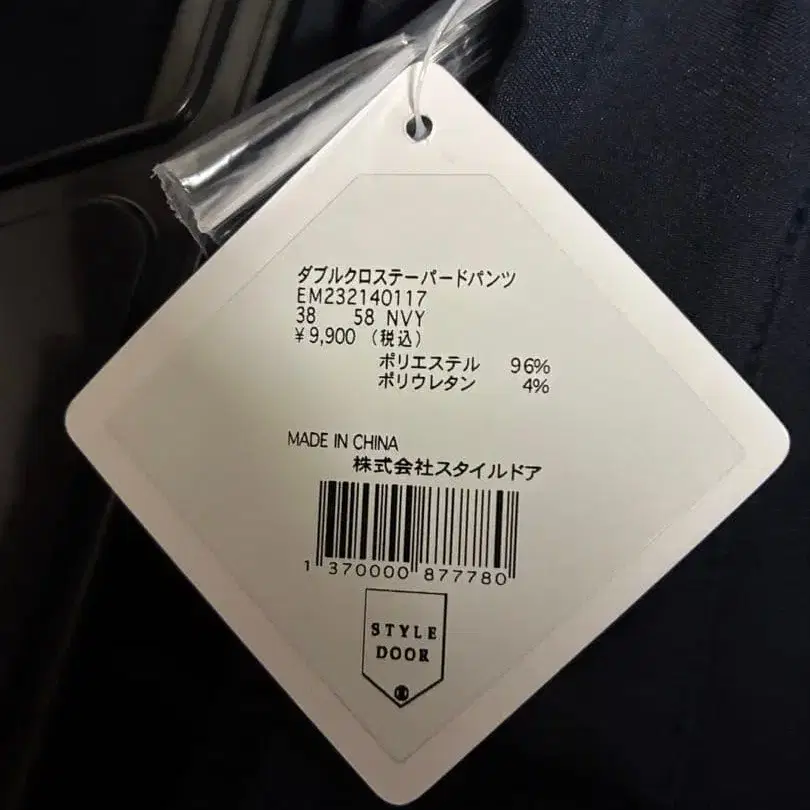 ダブルクロステーパードパンツ
EM232140117
38 58 NVY
¥9,900 (税込)
ポリエステル 96%
ポリウレタン 4%
MADE IN CHINA
株式会社スタイルドア
1 370000 877780
STYLE
DOOR